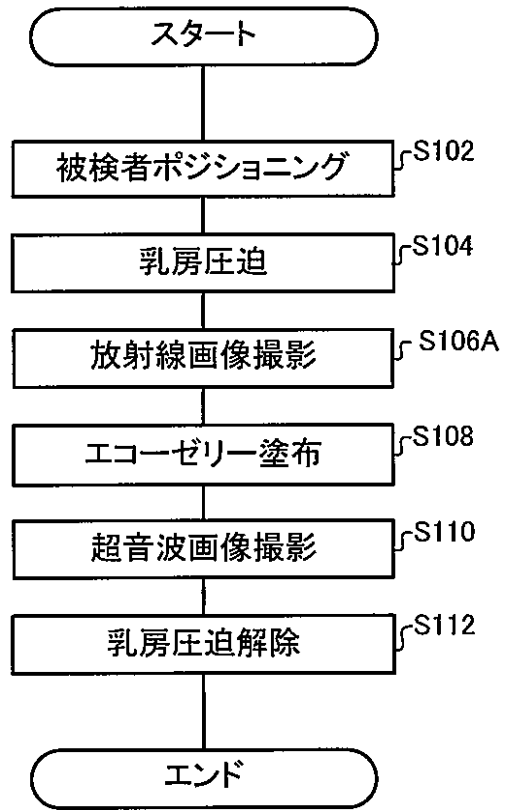 スタート
被検者ポジショニング S102
乳房圧迫 S104
放射線画像撮影 S106A
エコーゼリー塗布 S108
超音波画像撮影 S110
乳房圧迫解除 S112
エンド